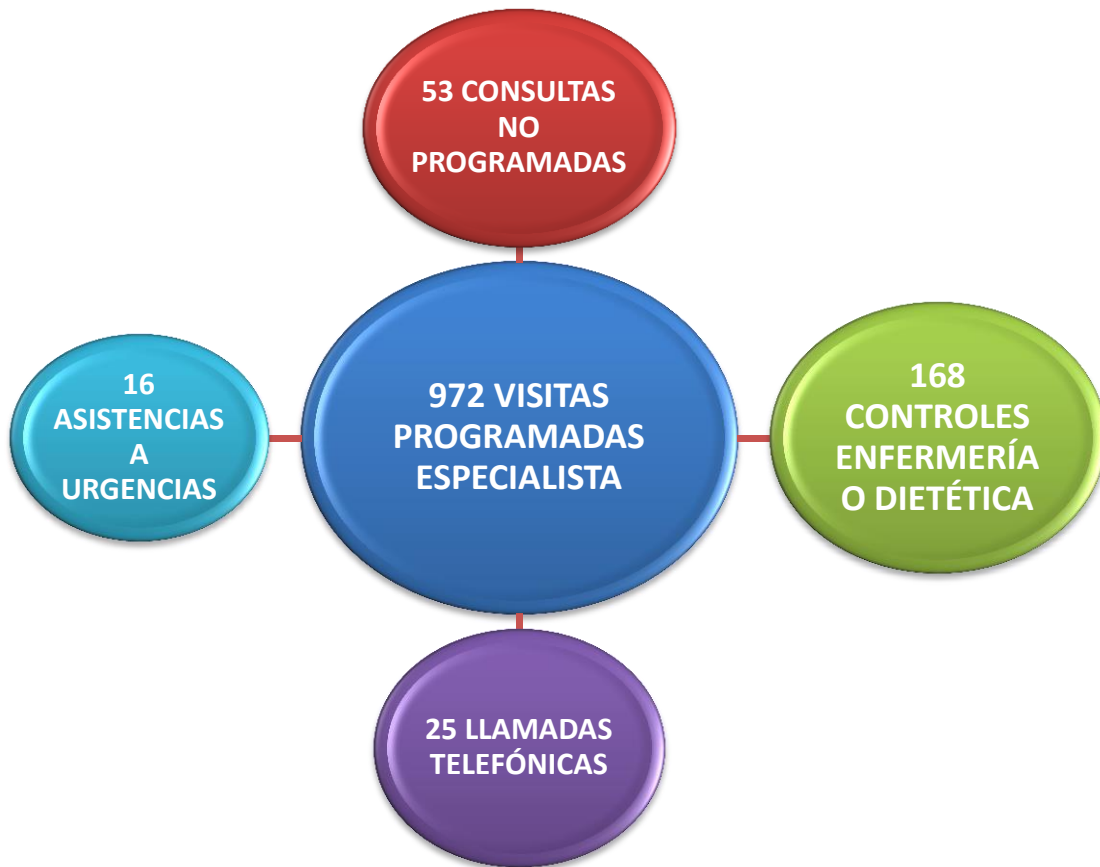 53 CONSULTAS
NO
PROGRAMADAS
16
ASISTENCIAS
A
URGENCIAS
972 VISITAS
PROGRAMADAS
ESPECIALISTA
168
CONTROLES
ENFERMERÍA
O DIETÉTICA
25 LLAMADAS
TELEFÓNICAS